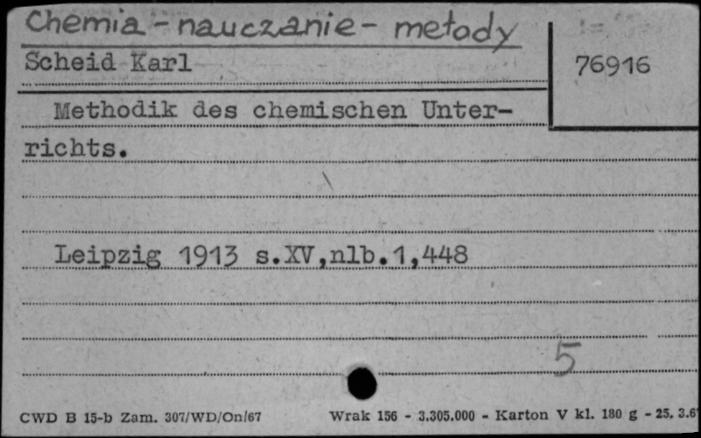 Chemia - nauczanie - metody
Scheid Karl
76916
Methodik des chemischen Unter-
richts.
Leipzig 1913 s.XV,nlb.1,448
5
CWD B 15-b Zam. 307/WD/On/67 Wrak 156 - 3.305.000 - Karton V kl. 180 g - 25. 3.6